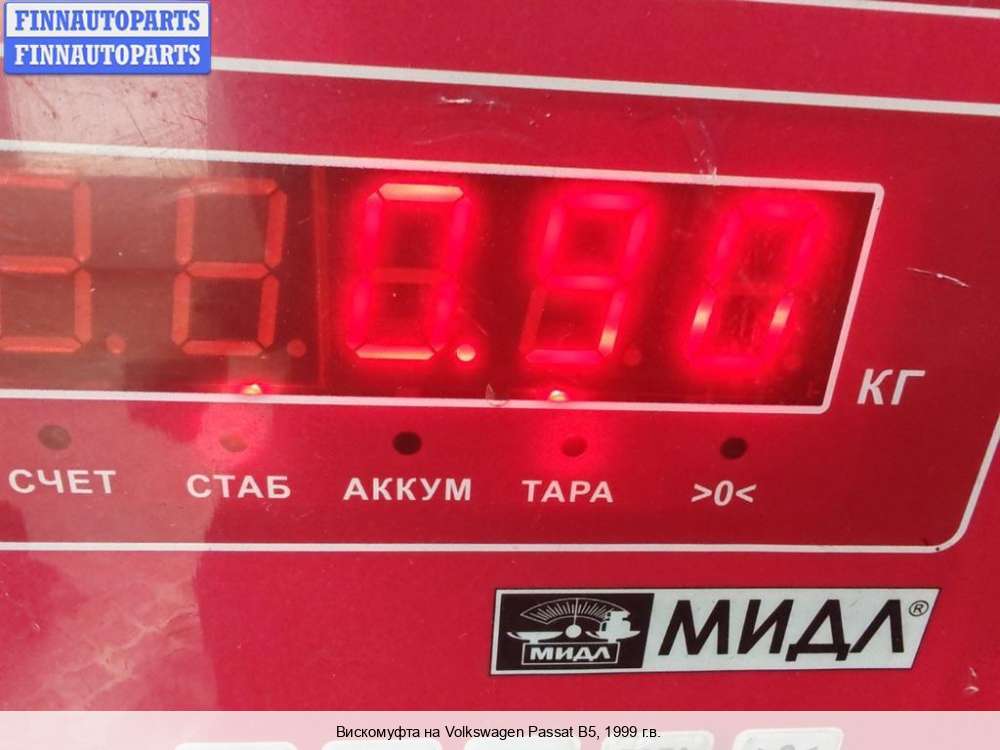 FINNAUTOPARTS
FINNAUTOPARTS
0.90
КГ
СЧЕТ СТАБ АККУМ ТАРА >0<
МИДЛ МИДЛ®
Вискомуфта на Volkswagen Passat B5, 1999 г.в.